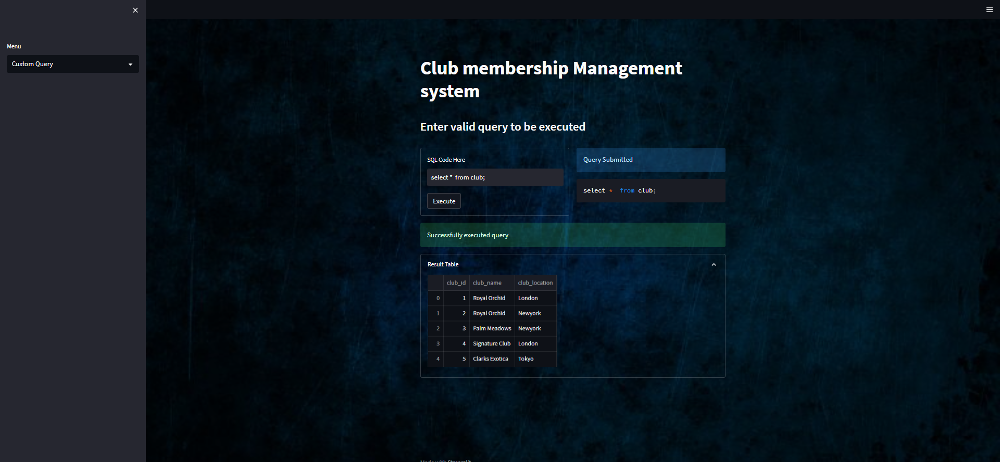 Menu
Custom Query
Club membership Management
system
Enter valid query to be executed
SQL Code Here
select * from club;
Execute
Query Submitted
select *  from club;
Successfully executed query
Result Table
club_id club_name club_location
0 1 Royal Orchid London
1 2 Royal Orchid Newyork
2 3 Palm Meadows Newyork
3 4 Signature Club London
4 5 Clarks Exotica Tokyo
Made with Streamlit